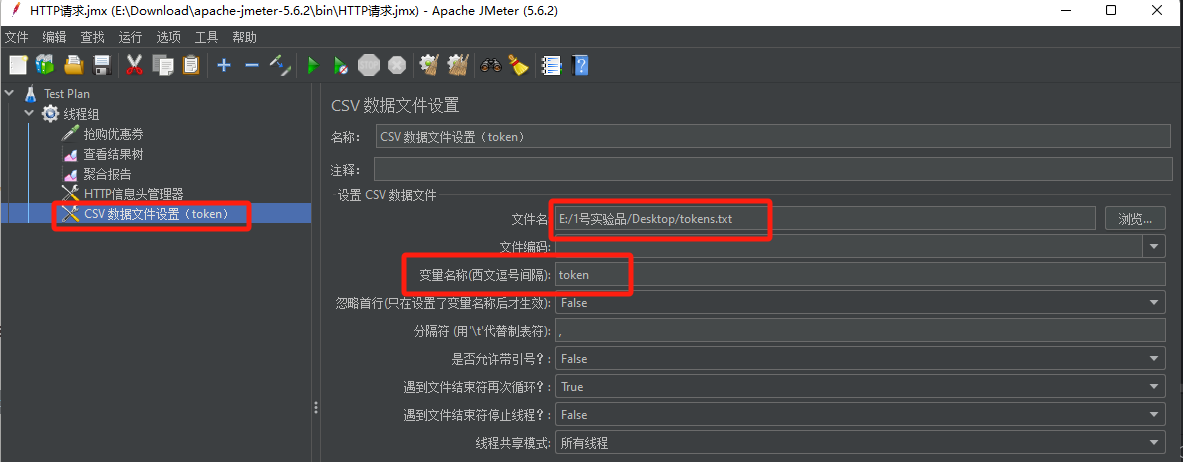 HTTP请求.jmx (E:\Download\apache-jmeter-5.6.2\bin\HTTP请求.jmx) - Apache JMeter (5.6.2)
文件 编辑 查找 运行 选项 工具 帮助
STOP
Test Plan
线程组
抢购优惠券
查看结果树
聚合报告
HTTP信息头管理器
CSV 数据文件设置（token）
CSV 数据文件设置
名称： CSV 数据文件设置（token）
注释：
设置 CSV 数据文件
文件名 E:/1号实验品/Desktop/tokens.txt 浏览...
文件编码:
变量名称(西文逗号间隔): token
忽略首行(只在设置了变量名称后才生效): False
分隔符 (用'\t'代替制表符): ,
是否允许带引号？: False
遇到文件结束符再次循环？: True
遇到文件结束符停止线程？: False
线程共享模式: 所有线程